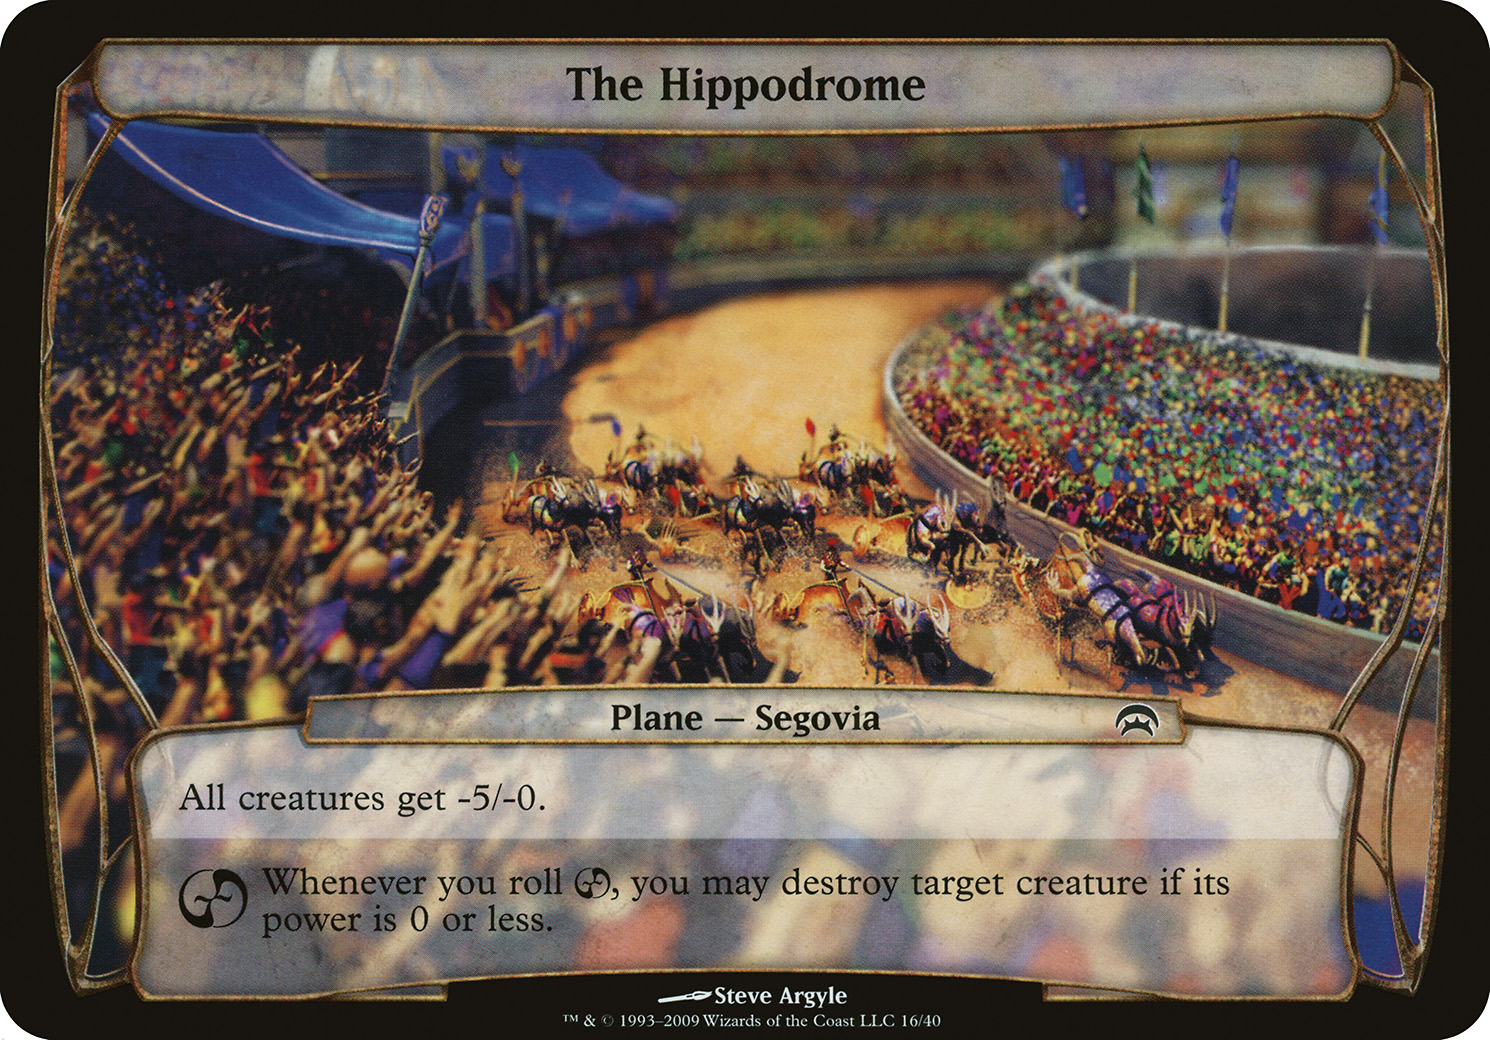 The Hippodrome
Plane — Segovia
All creatures get -5/-0.
Whenever you roll , you may destroy target creature if its
power is 0 or less.
Steve Argyle
™ & © 1993–2009 Wizards of the Coast LLC 16/40